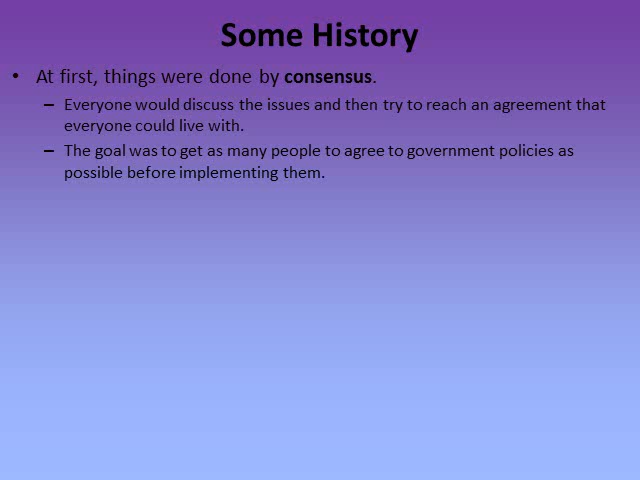 Some History
• At first, things were done by consensus.
– Everyone would discuss the issues and then try to reach an agreement that
everyone could live with.
– The goal was to get as many people to agree to government policies as
possible before implementing them.